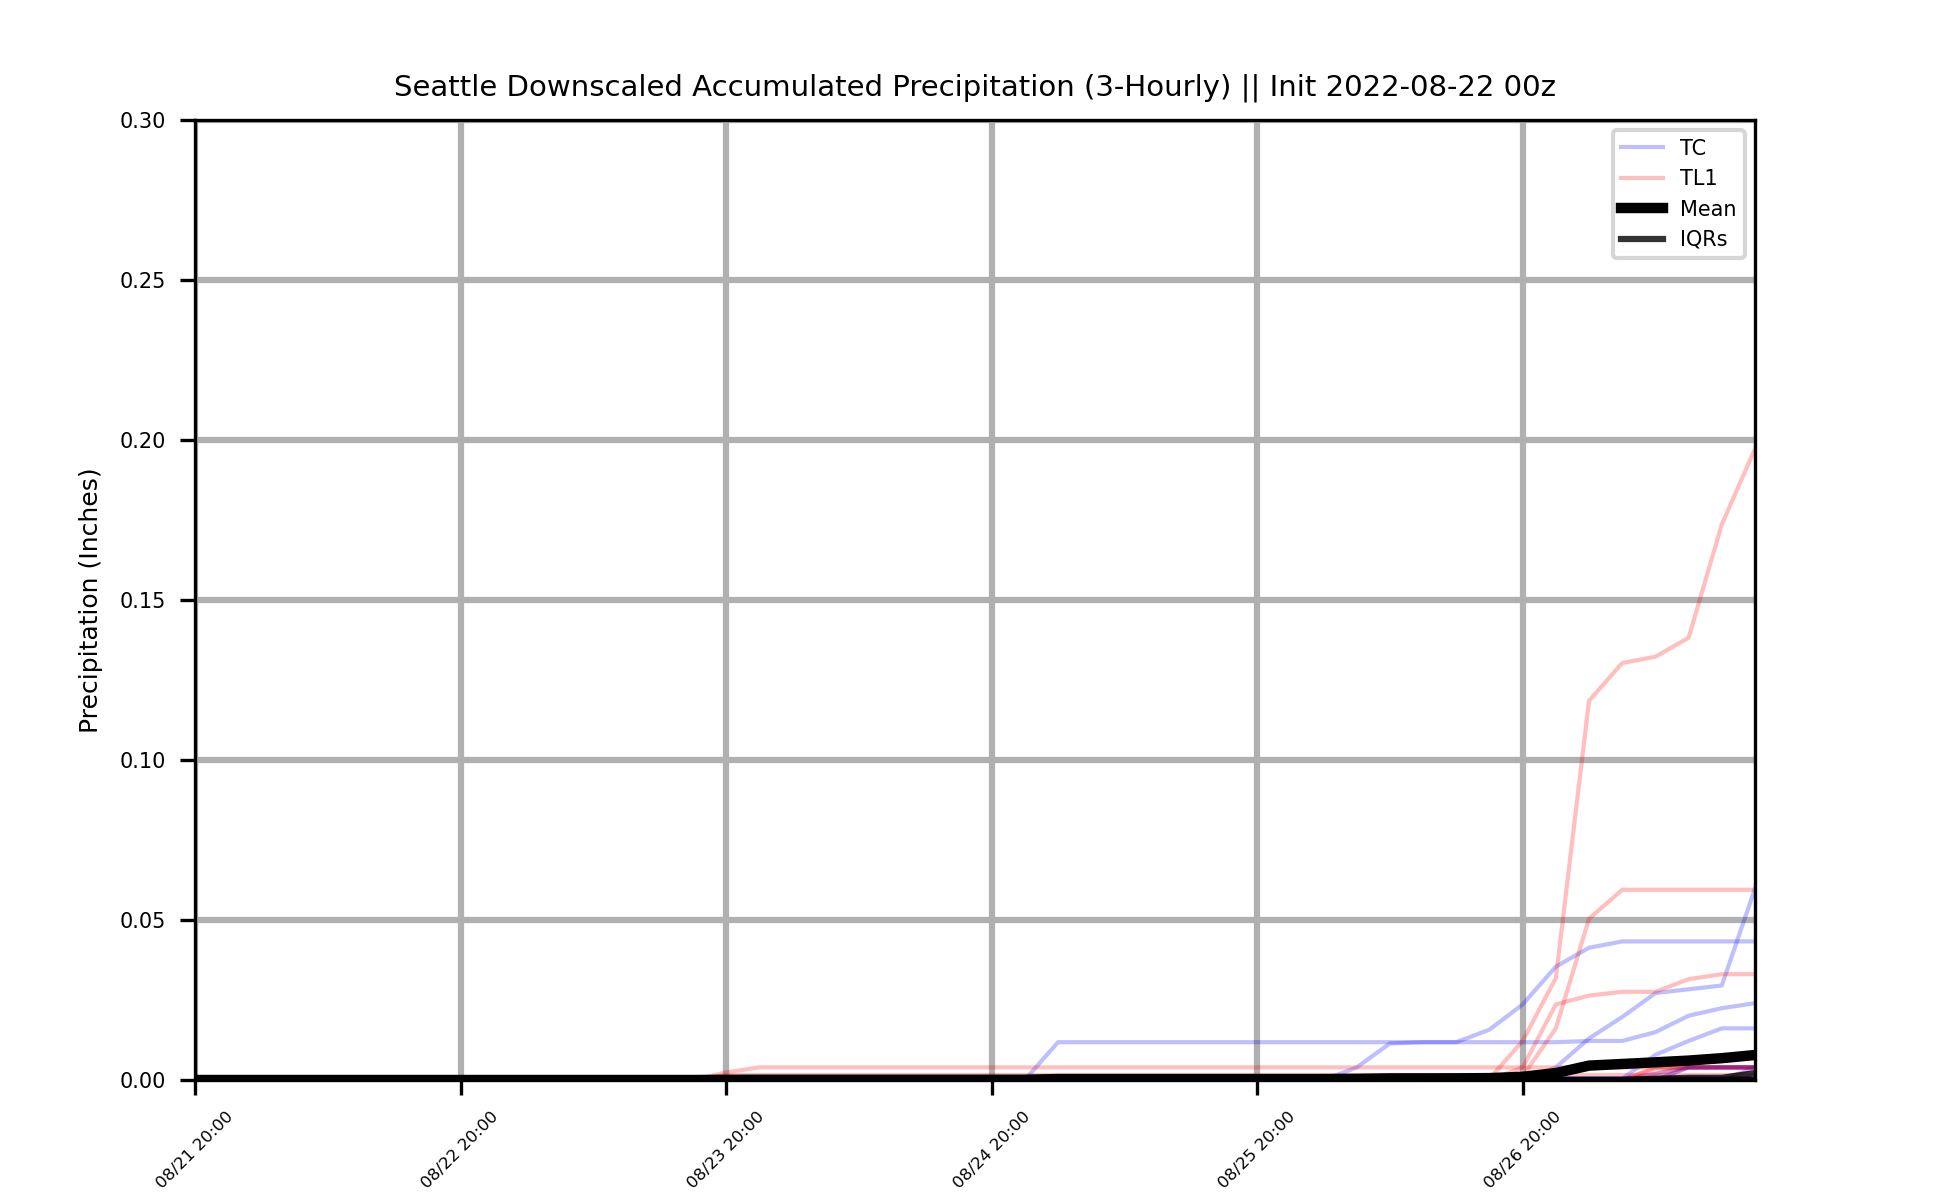 Seattle Downscaled Accumulated Precipitation (3-Hourly) || Init 2022-08-22 00z
0.30
0.25
0.20
0.15
0.10
0.05
0.00
Precipitation (Inches)
TC
TL1
Mean
IQRs
08/21 20:00
08/22 20:00
08/23 20:00
08/24 20:00
08/25 20:00
08/26 20:00